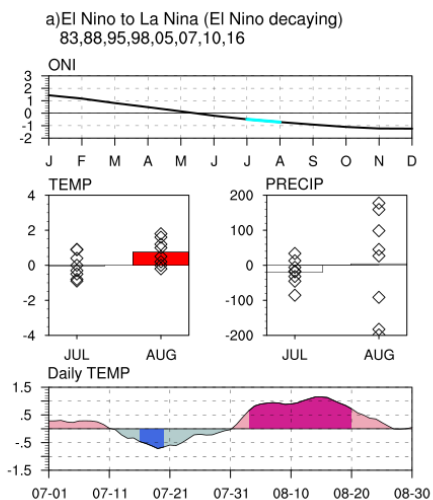 a)El Nino to La Nina (El Nino decaying)
83,88,95,98,05,07,10,16
ONI
3
2
1
0
-1
-2
J F M A M J J A S O N D
TEMP PRECIP
4 200
2 100
0 0
-2 -100
-4 -200
JUL AUG JUL AUG
Daily TEMP
1.5
.5
-.5
-1.5
07-01 07-11 07-21 07-31 08-10 08-20 08-30